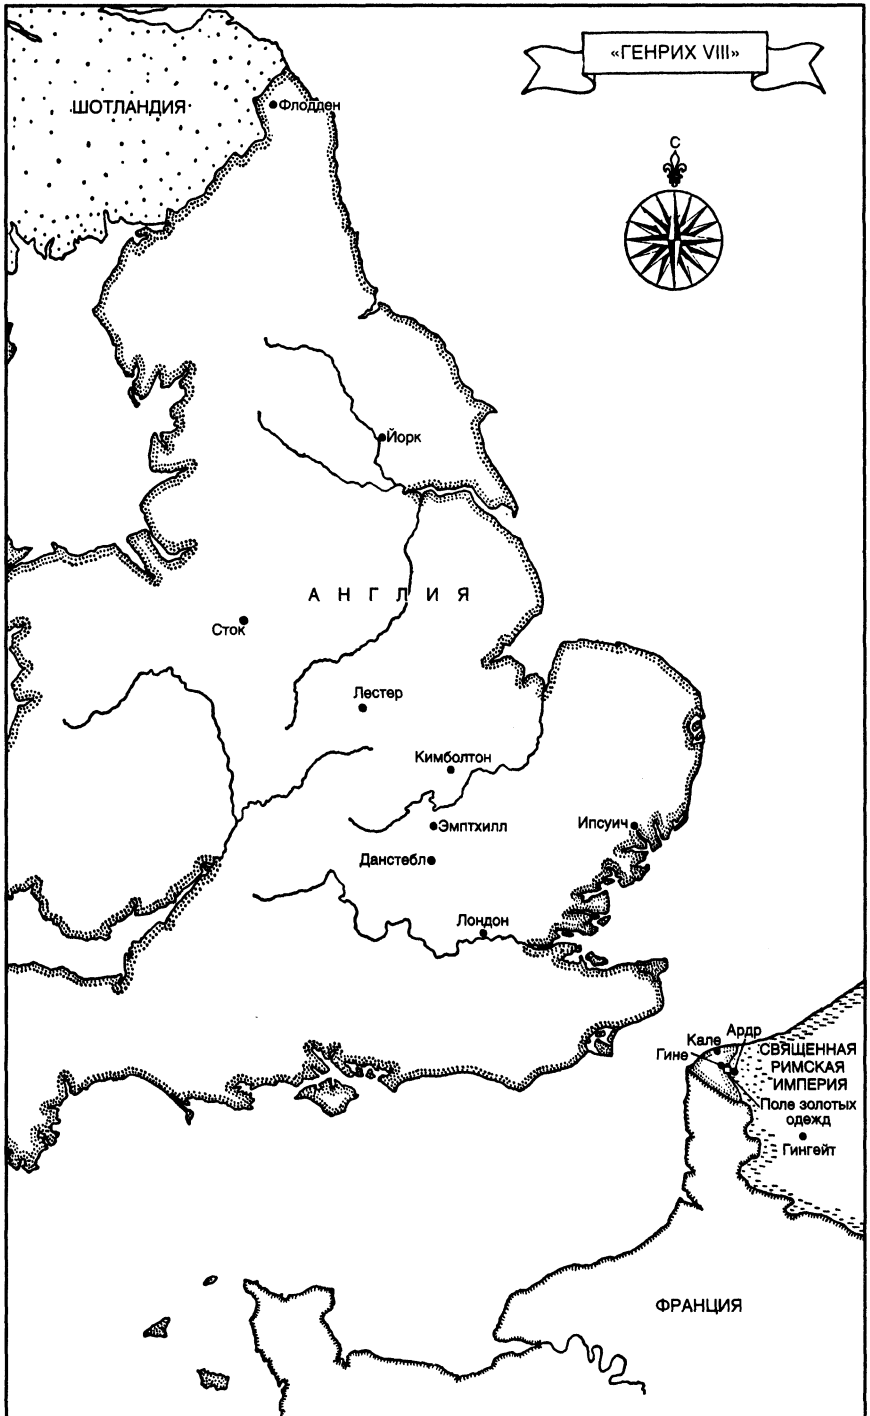 «ГЕНРИХ VIII»
ШОТЛАНДИЯ
Флодден
С
Йорк
АНГЛИЯ
Сток
Лестер
Кимболтон
Эмптхилл
Ипсуич
Данстебл
Лондон
Ардр
Кале
Гине
СВЯЩЕННАЯ
РИМСКАЯ
ИМПЕРИЯ
Поле золотых
одежд
Гингейт
ФРАНЦИЯ